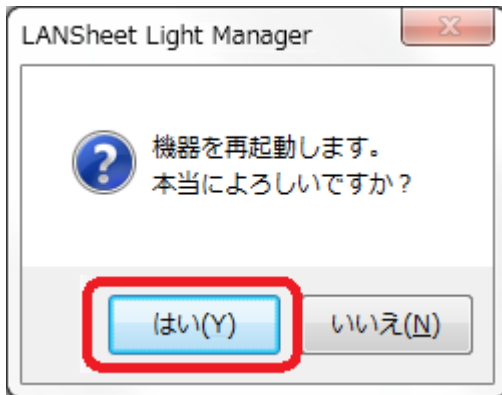 LANSheet Light Manager
機器を再起動します。
本当によろしいですか？
はい(Y)
いいえ(N)